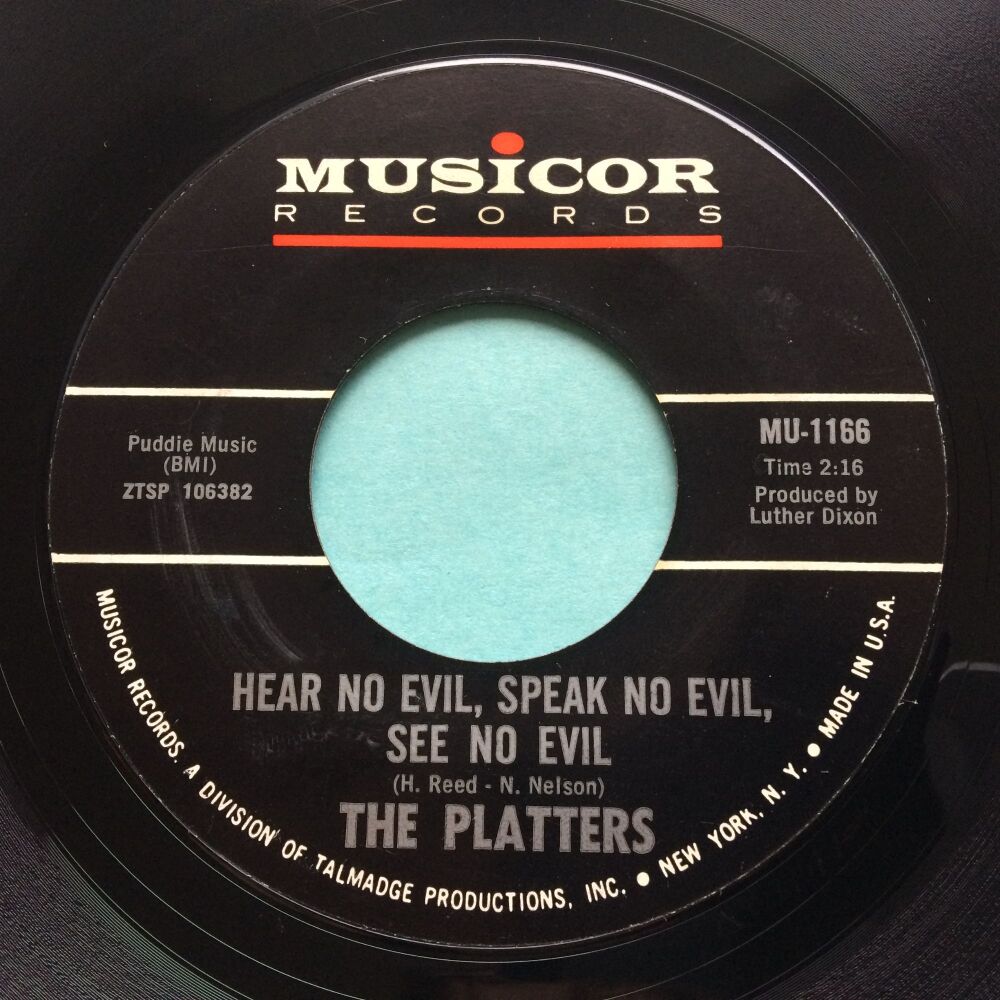 MUSiCOR
RECORDS
Puddie Music
(BMI)
ZTSP 106382
MU-1166
Time 2:16
Produced by
Luther Dixon
HEAR NO EVIL, SPEAK NO EVIL,
SEE NO EVIL
(H. Reed - N. Nelson)
THE PLATTERS
MUSICOR RECORDS. A DIVISION OF TALMADGE PRODUCTIONS, INC. ● NEW YORK, N. Y. ● MADE IN U.S.A.